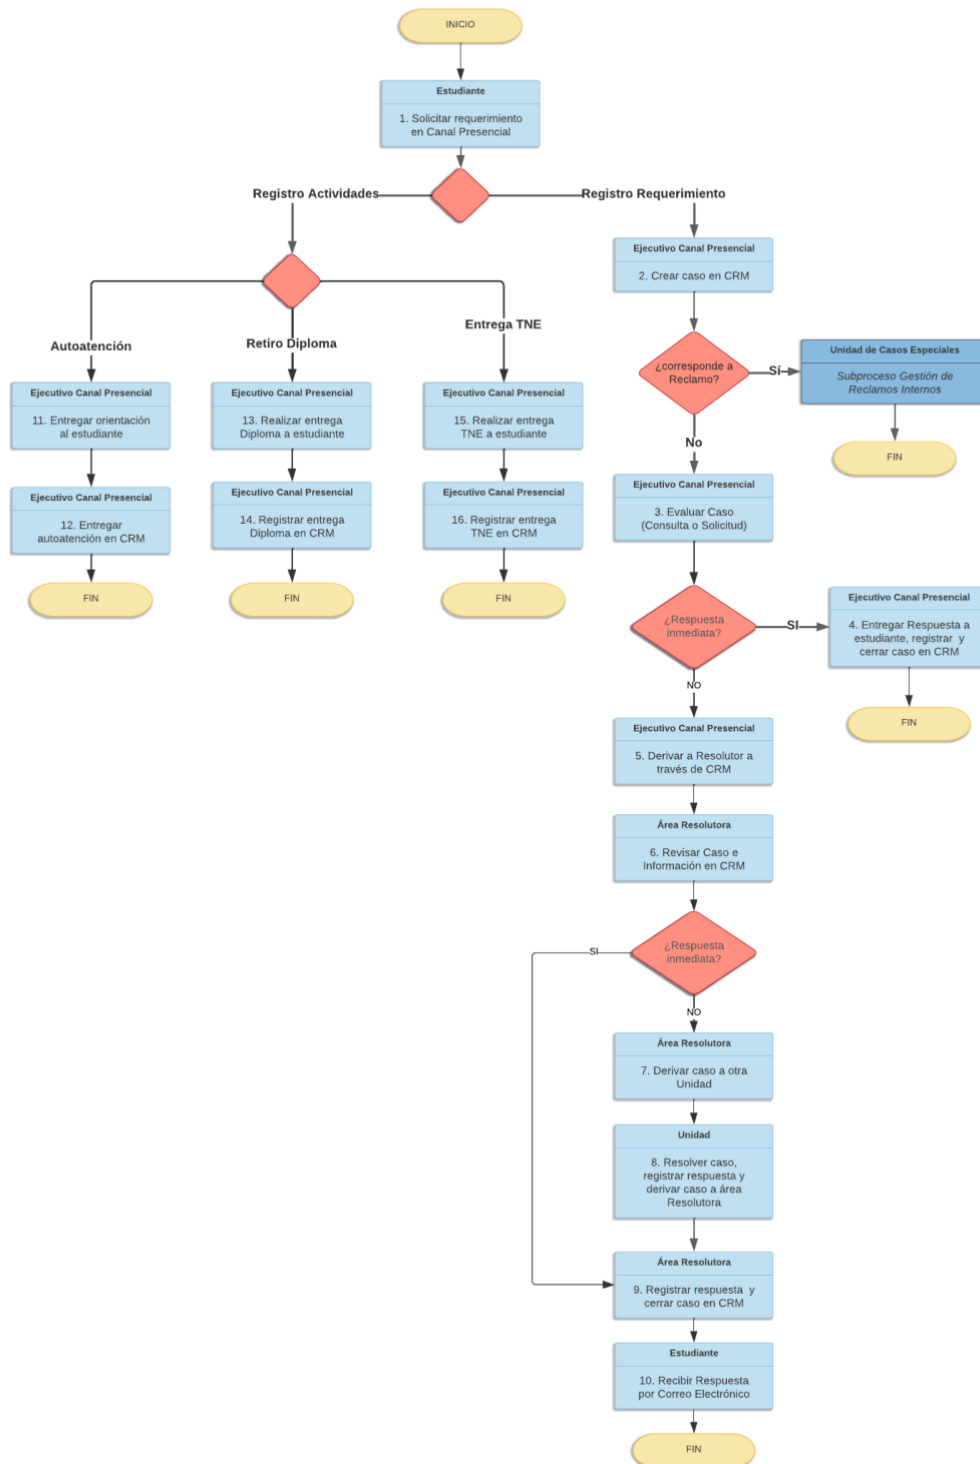 INICIO
Estudiante
1. Solicitar requerimiento
en Canal Presencial
Registro Actividades
Registro Requerimiento
Ejecutivo Canal Presencial
2. Crear caso en CRM
¿corresponde a
Reclamo?
Sí
Unidad de Casos Especiales
Subproceso Gestión de
Reclamos Internos
FIN
No
Autoatención
Retiro Diploma
Entrega TNE
Ejecutivo Canal Presencial
11. Entregar orientación
al estudiante
Ejecutivo Canal Presencial
13. Realizar entrega
Diploma a estudiante
Ejecutivo Canal Presencial
15. Realizar entrega
TNE a estudiante
Ejecutivo Canal Presencial
12. Entregar
autoatención en CRM
Ejecutivo Canal Presencial
14. Registrar entrega
Diploma en CRM
Ejecutivo Canal Presencial
16. Registrar entrega
TNE en CRM
FIN
FIN
FIN
Ejecutivo Canal Presencial
3. Evaluar Caso
(Consulta o Solicitud)
¿Respuesta
inmediata?
SI
Ejecutivo Canal Presencial
4. Entregar Respuesta a
estudiante, registrar y
cerrar caso en CRM
FIN
NO
Ejecutivo Canal Presencial
5. Derivar a Resolutor a
través de CRM
Área Resolutora
6. Revisar Caso e
Información en CRM
¿Respuesta
inmediata?
SI
NO
Área Resolutora
7. Derivar caso a otra
Unidad
Unidad
8. Resolver caso,
registrar respuesta y
derivar caso a área
Resolutora
Área Resolutora
9. Registrar respuesta y
cerrar caso en CRM
Estudiante
10. Recibir Respuesta
por Correo Electrónico
FIN